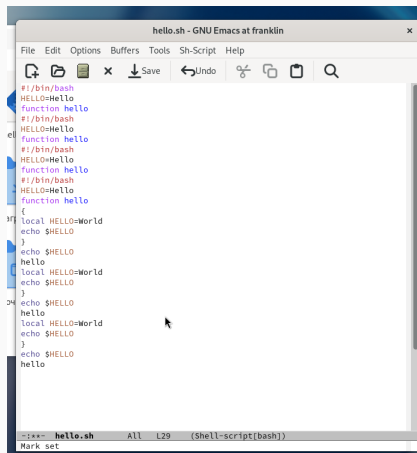 hello.sh - GNU Emacs at franklin
File Edit Options Buffers Tools Sh-Script Help
Save Undo
#!/bin/bash
HELLO=Hello
function hello
#!/bin/bash
HELLO=Hello
function hello
#!/bin/bash
HELLO=Hello
function hello
#!/bin/bash
HELLO=Hello
function hello
{
local HELLO=World
echo $HELLO
}
echo $HELLO
hello
local HELLO=World
echo $HELLO
}
echo $HELLO
hello
local HELLO=World
echo $HELLO
}
echo $HELLO
hello
-:**- hello.sh All L29 (Shell-script[bash])
Mark set